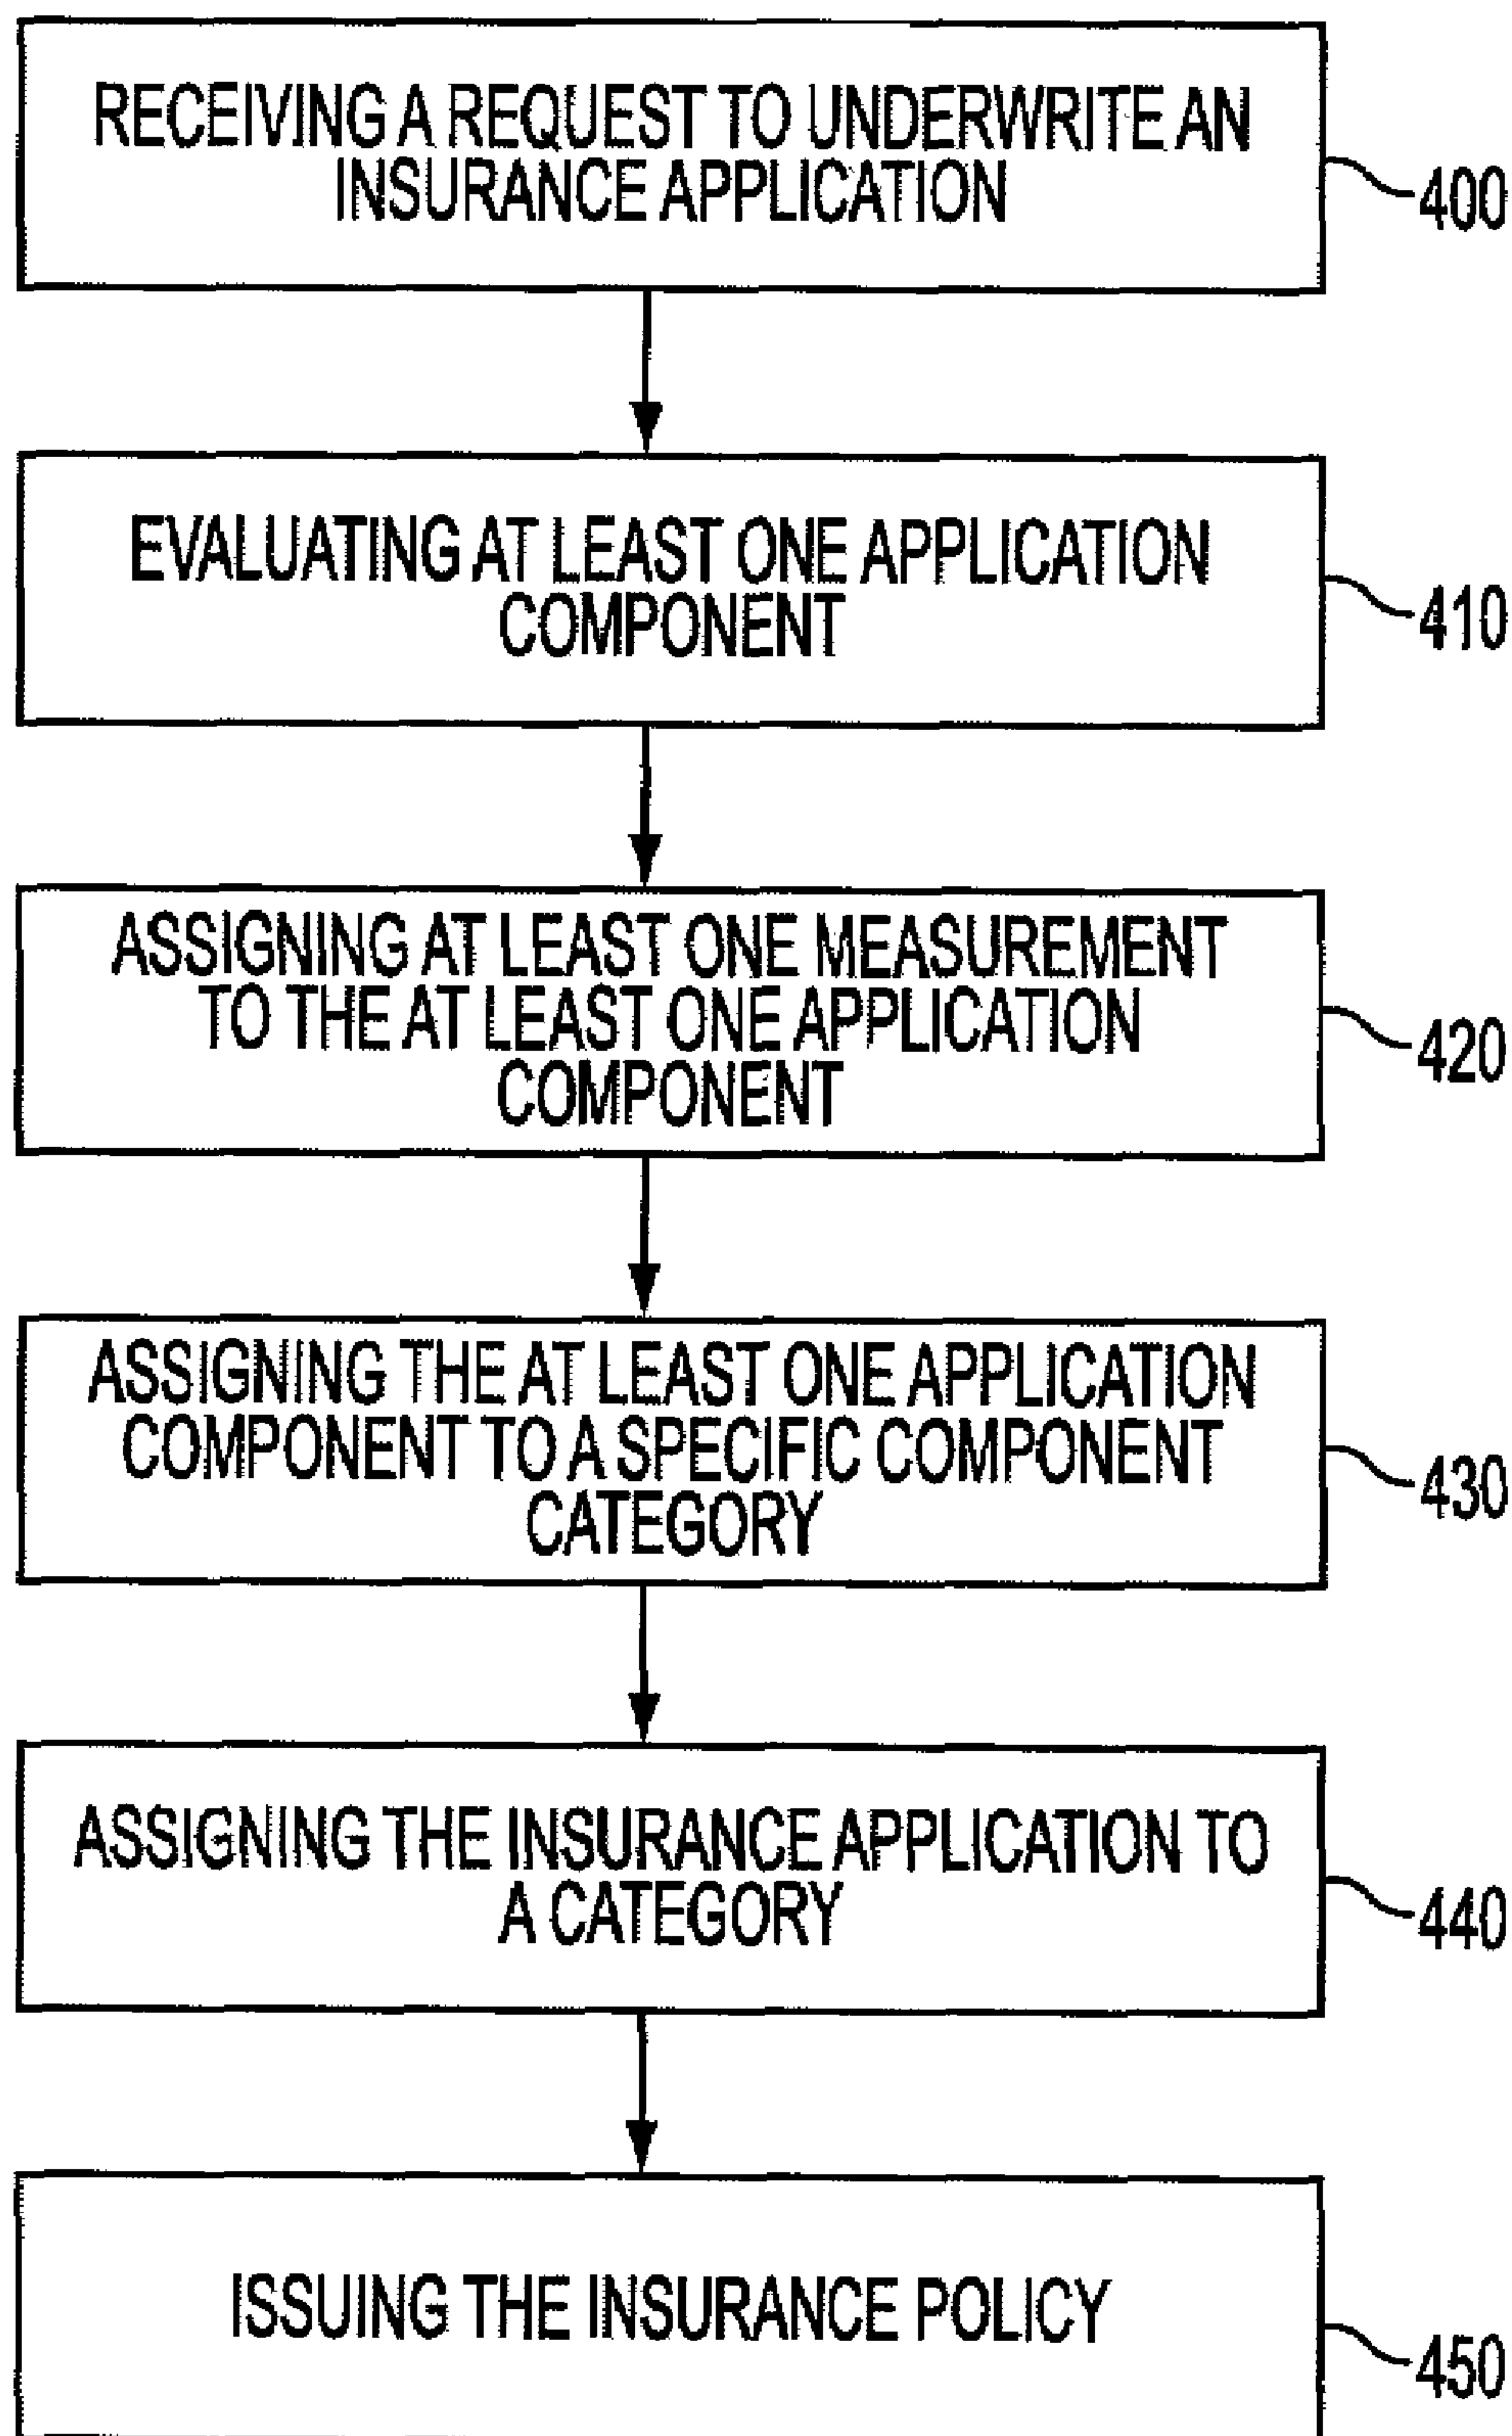 RECEIVING A REQUEST TO UNDERWRITE AN
INSURANCE APPLICATION
400
EVALUATING AT LEAST ONE APPLICATION
COMPONENT
410
ASSIGNING AT LEAST ONE MEASUREMENT
TO THE AT LEAST ONE APPLICATION
COMPONENT
420
ASSIGNING THE AT LEAST ONE APPLICATION
COMPONENT TO A SPECIFIC COMPONENT
CATEGORY
430
ASSIGNING THE INSURANCE APPLICATION TO
A CATEGORY
440
ISSUING THE INSURANCE POLICY
450